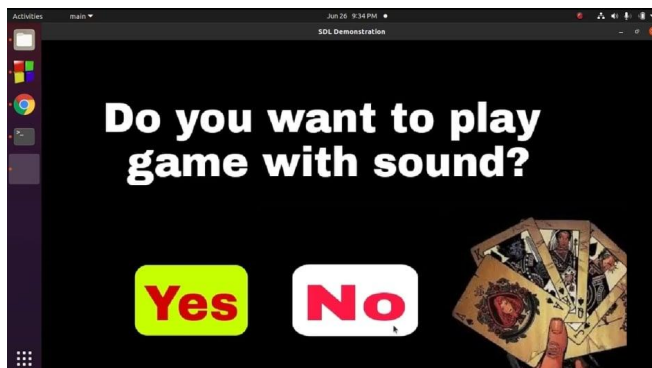 Activities main Jun 26 9:34 PM
SDL Demonstration
Do you want to play
game with sound?
Yes No